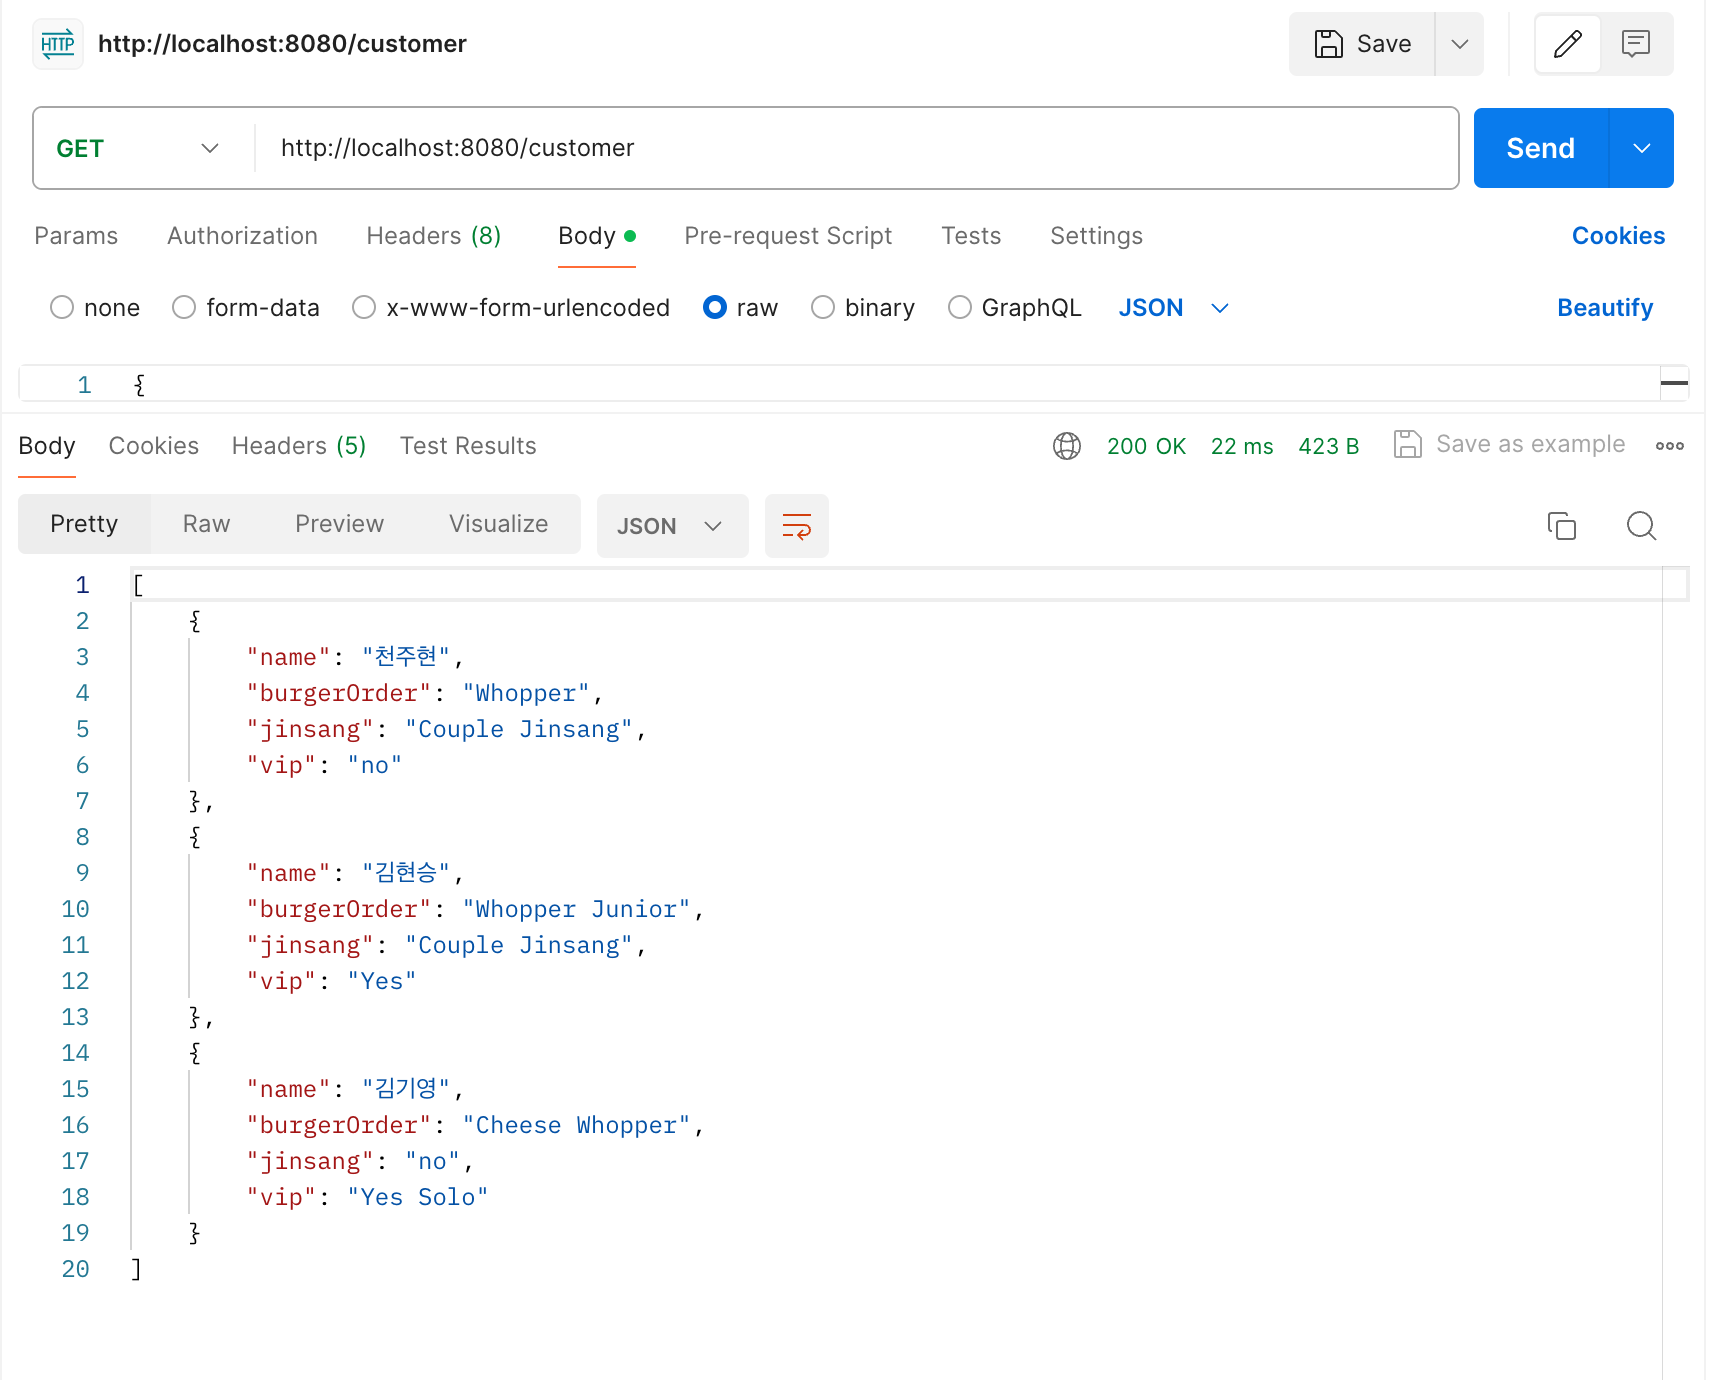 HTTP http://localhost:8080/customer Save
GET http://localhost:8080/customer Send
Params Authorization Headers (8) Body Pre-request Script Tests Settings Cookies
none form-data x-www-form-urlencoded raw binary GraphQL JSON Beautify
1 {
Body Cookies Headers (5) Test Results 200 OK 22 ms 423 B Save as example
Pretty Raw Preview Visualize JSON
1 [
2 {
3 "name": "천주현",
4 "burgerOrder": "Whopper",
5 "jinsang": "Couple Jinsang",
6 "vip": "no"
7 },
8 {
9 "name": "김현승",
10 "burgerOrder": "Whopper Junior",
11 "jinsang": "Couple Jinsang",
12 "vip": "Yes"
13 },
14 {
15 "name": "김기영",
16 "burgerOrder": "Cheese Whopper",
17 "jinsang": "no",
18 "vip": "Yes Solo"
19 }
20 ]